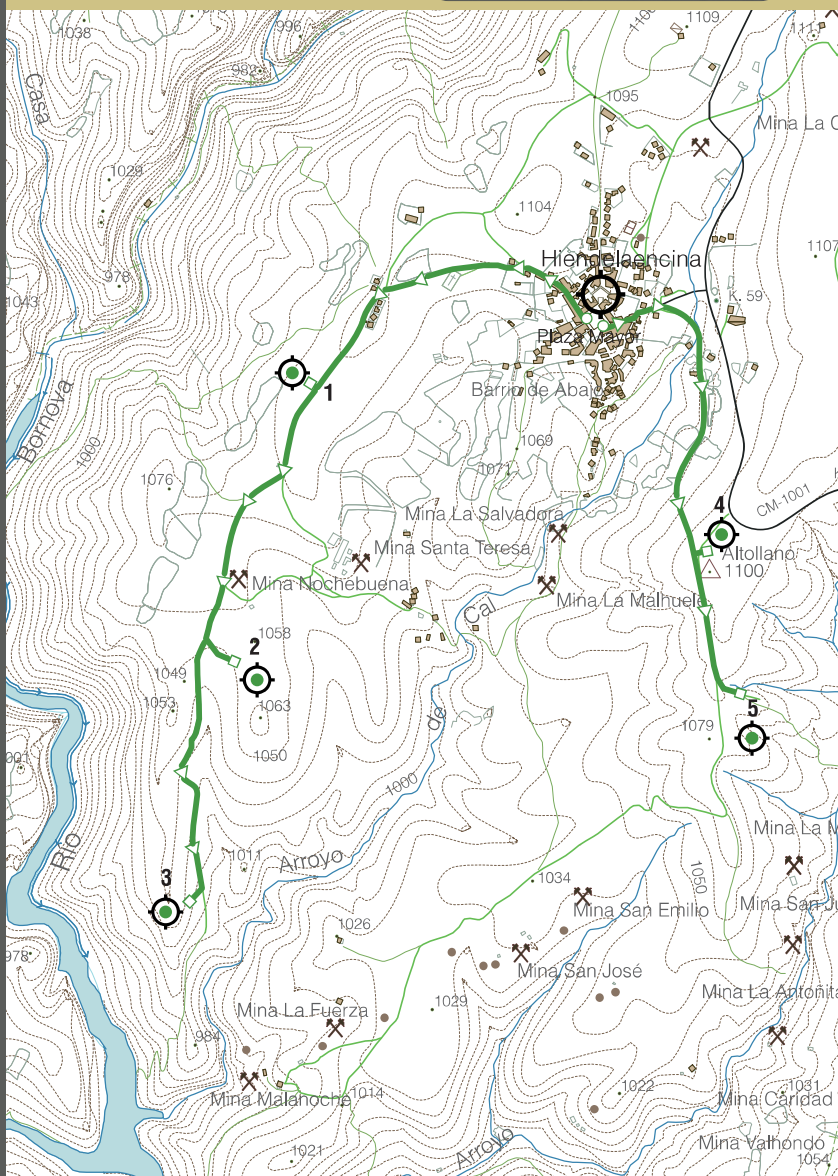 1038
996
1109
982
Casa
1095
Mina La
1029
1104
1107
978
Hiendelaencina
1043
K. 59
Plaza Mayor
1
Barrio de Abajo
Bornova
1000
1069
1076
1071
CM-1001
4
Mina La Salvadora
Mina Santa Teresa
Altollano
1100
Mina Nochebuena
Mina La Malhuele
Cal
1058
2
1049
1053
1063
de
5
1079
1050
1000
Río
Mina La M
Arroyo
1011
1050
3
1034
Mina San Emilio
Mina San
1026
978
Mina San José
Mina La Antoñita
1029
Mina La Fuerza
984
1022
1031
Mina Malanoche
1014
Mina Caridad
Arroyo
Mina Valhondo
1021
1054